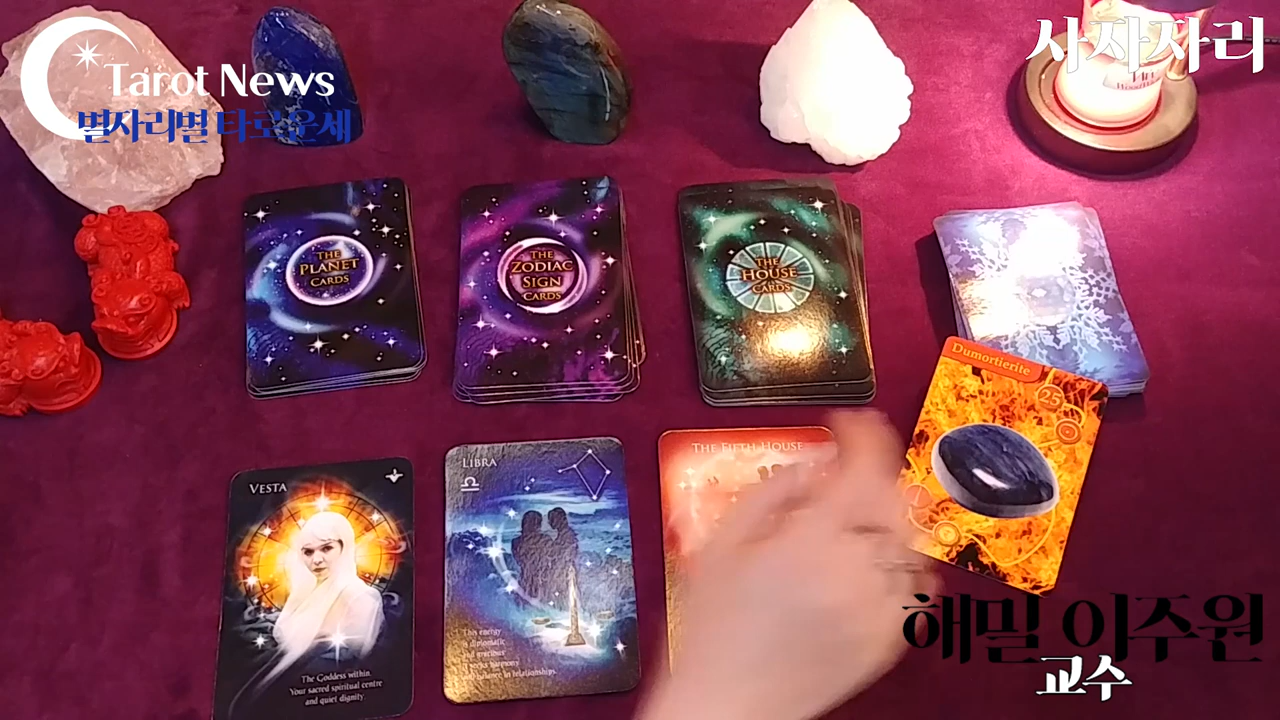 Tarot News
별자리별 타로 운세
사자자리
THE
PLANET
CARDS
THE
ZODIAC
SIGN
CARDS
THE
HOUSE
CARDS
Dumortierite
25
VESTA
The Goddess within.
Your sacred spiritual centre
and quiet dignity.
LIBRA
This energy
is diplomatic
and gracious
It seeks harmony
and balance in relationships.
THE FIFTH HOUSE
해밀 이주원
교수